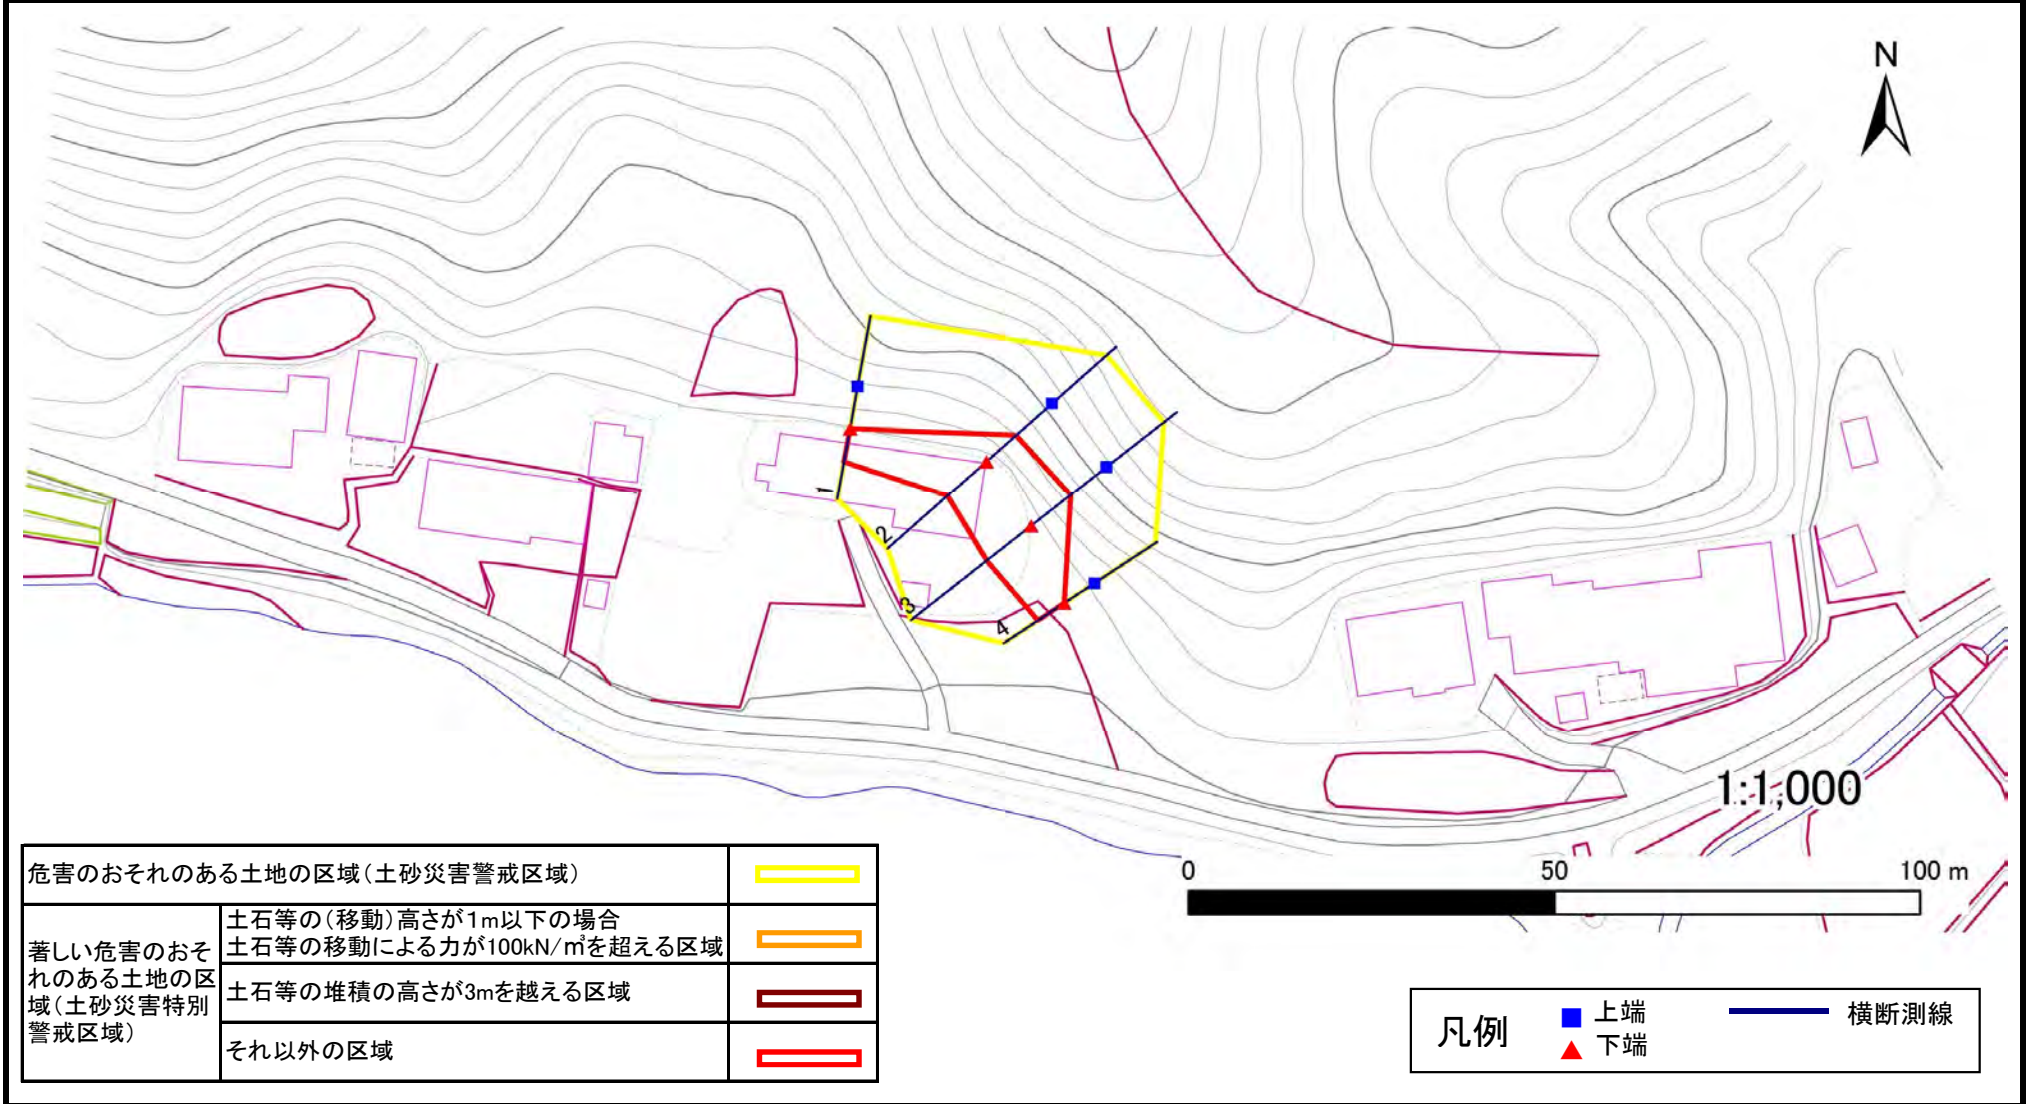 N
1
2
3
4
1:1,000
0 50 100 m
危害のおそれのある土地の区域(土砂災害警戒区域)
著しい危害のおそ
れのある土地の区
域(土砂災害特別
警戒区域)
土石等の(移動)高さが1m以下の場合
土石等の移動による力が100kN/㎡を超える区域
土石等の堆積の高さが3mを越える区域
それ以外の区域
凡例
上端
下端
横断測線